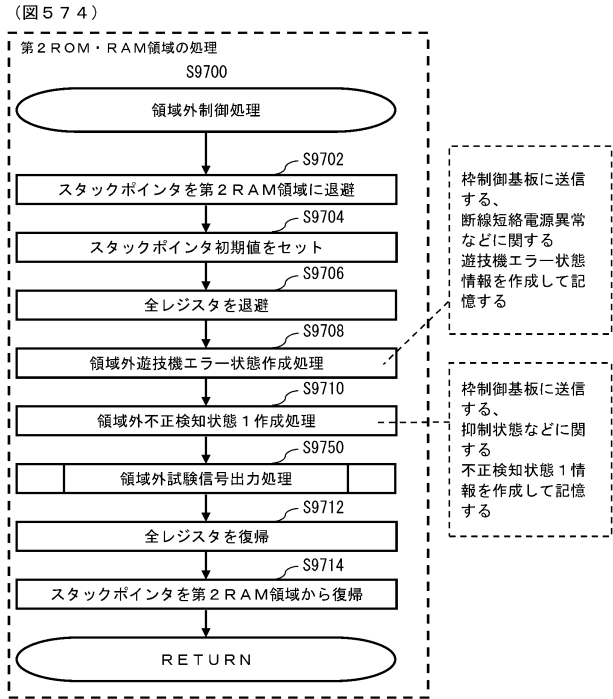 （図５７４）
第２ＲＯＭ・ＲＡＭ領域の処理
S9700
領域外制御処理
S9702
スタックポインタを第２ＲＡＭ領域に退避
S9704
スタックポインタ初期値をセット
S9706
全レジスタを退避
S9708
領域外遊技機エラー状態作成処理
S9710
領域外不正検知状態１作成処理
S9750
領域外試験信号出力処理
S9712
全レジスタを復帰
S9714
スタックポインタを第２ＲＡＭ領域から復帰
ＲＥＴＵＲＮ
枠制御基板に送信
する、
断線短絡電源異常
などに関する
遊技機エラー状態
情報を作成して記
憶する
枠制御基板に送信
する、
抑制状態などに関
する
不正検知状態１情
報を作成して記憶
する